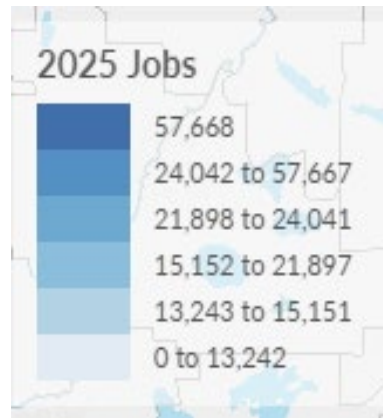 2025 Jobs
57,668
24,042 to 57,667
21,898 to 24,041
15,152 to 21,897
13,243 to 15,151
0 to 13,242